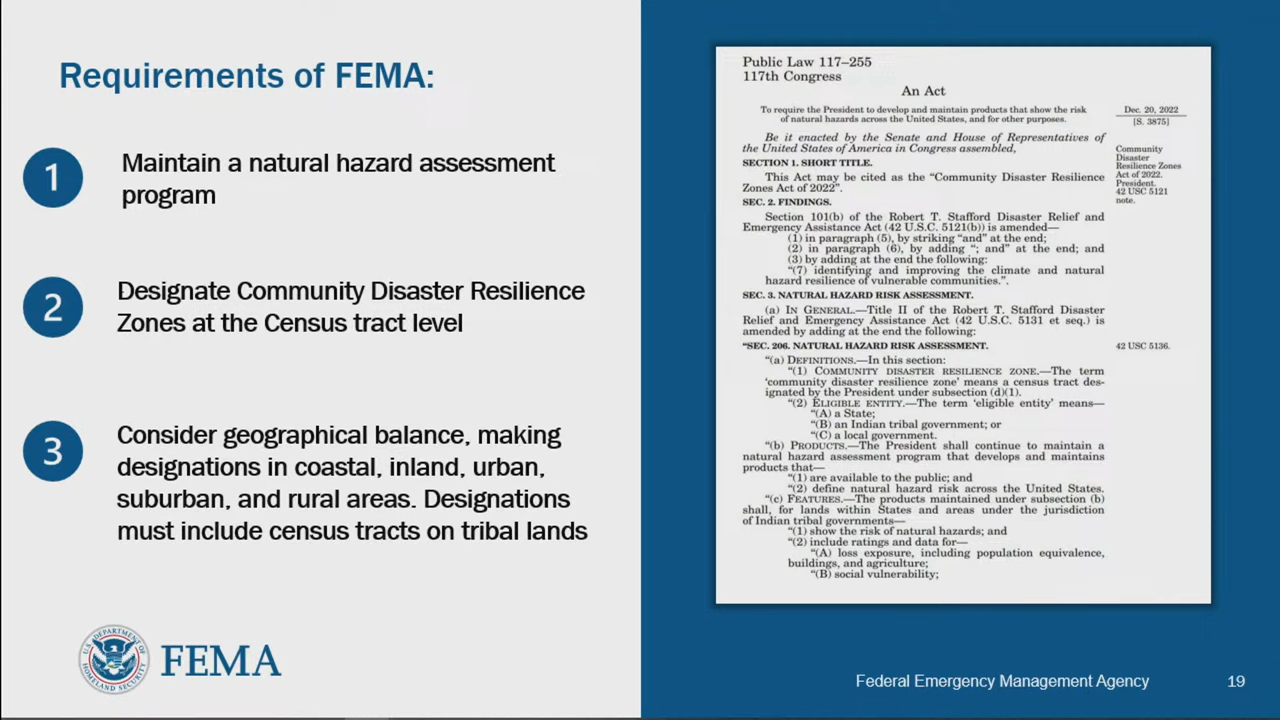 Requirements of FEMA:
1
Maintain a natural hazard assessment
program
2
Designate Community Disaster Resilience
Zones at the Census tract level
3
Consider geographical balance, making
designations in coastal, inland, urban,
suburban, and rural areas. Designations
must include census tracts on tribal lands
U.S. DEPARTMENT OF
HOMELAND SECURITY
FEMA
Public Law 117–255
117th Congress
An Act
To require the President to develop and maintain products that show the risk
of natural hazards across the United States, and for other purposes.
Dec. 20, 2022
[S. 3875]
Be it enacted by the Senate and House of Representatives of
the United States of America in Congress assembled,
Community
Disaster
Resilience Zones
Act of 2022.
President.
42 USC 5121
note.
SECTION 1. SHORT TITLE.
This Act may be cited as the “Community Disaster Resilience
Zones Act of 2022”.
SEC. 2. FINDINGS.
Section 101(b) of the Robert T. Stafford Disaster Relief and
Emergency Assistance Act (42 U.S.C. 5121(b)) is amended—
(1) in paragraph (5), by striking “and” at the end;
(2) in paragraph (6), by adding “; and” at the end; and
(3) by adding at the end the following:
“(7) identifying and improving the climate and natural
hazard resilience of vulnerable communities.”.
SEC. 3. NATURAL HAZARD RISK ASSESSMENT.
(a) IN GENERAL.—Title II of the Robert T. Stafford Disaster
Relief and Emergency Assistance Act (42 U.S.C. 5131 et seq.) is
amended by adding at the end the following:
“SEC. 206. NATURAL HAZARD RISK ASSESSMENT.
42 USC 5136.
“(a) DEFINITIONS.—In this section:
“(1) COMMUNITY DISASTER RESILIENCE ZONE.—The term
‘community disaster resilience zone’ means a census tract des-
ignated by the President under subsection (d)(1).
“(2) ELIGIBLE ENTITY.—The term ‘eligible entity’ means—
“(A) a State;
“(B) an Indian tribal government; or
“(C) a local government.
“(b) PRODUCTS.—The President shall continue to maintain a
natural hazard assessment program that develops and maintains
products that—
“(1) are available to the public; and
“(2) define natural hazard risk across the United States.
“(c) FEATURES.—The products maintained under subsection (b)
shall, for lands within States and areas under the jurisdiction
of Indian tribal governments—
“(1) show the risk of natural hazards; and
“(2) include ratings and data for—
“(A) loss exposure, including population equivalence,
buildings, and agriculture;
“(B) social vulnerability;
Federal Emergency Management Agency
19